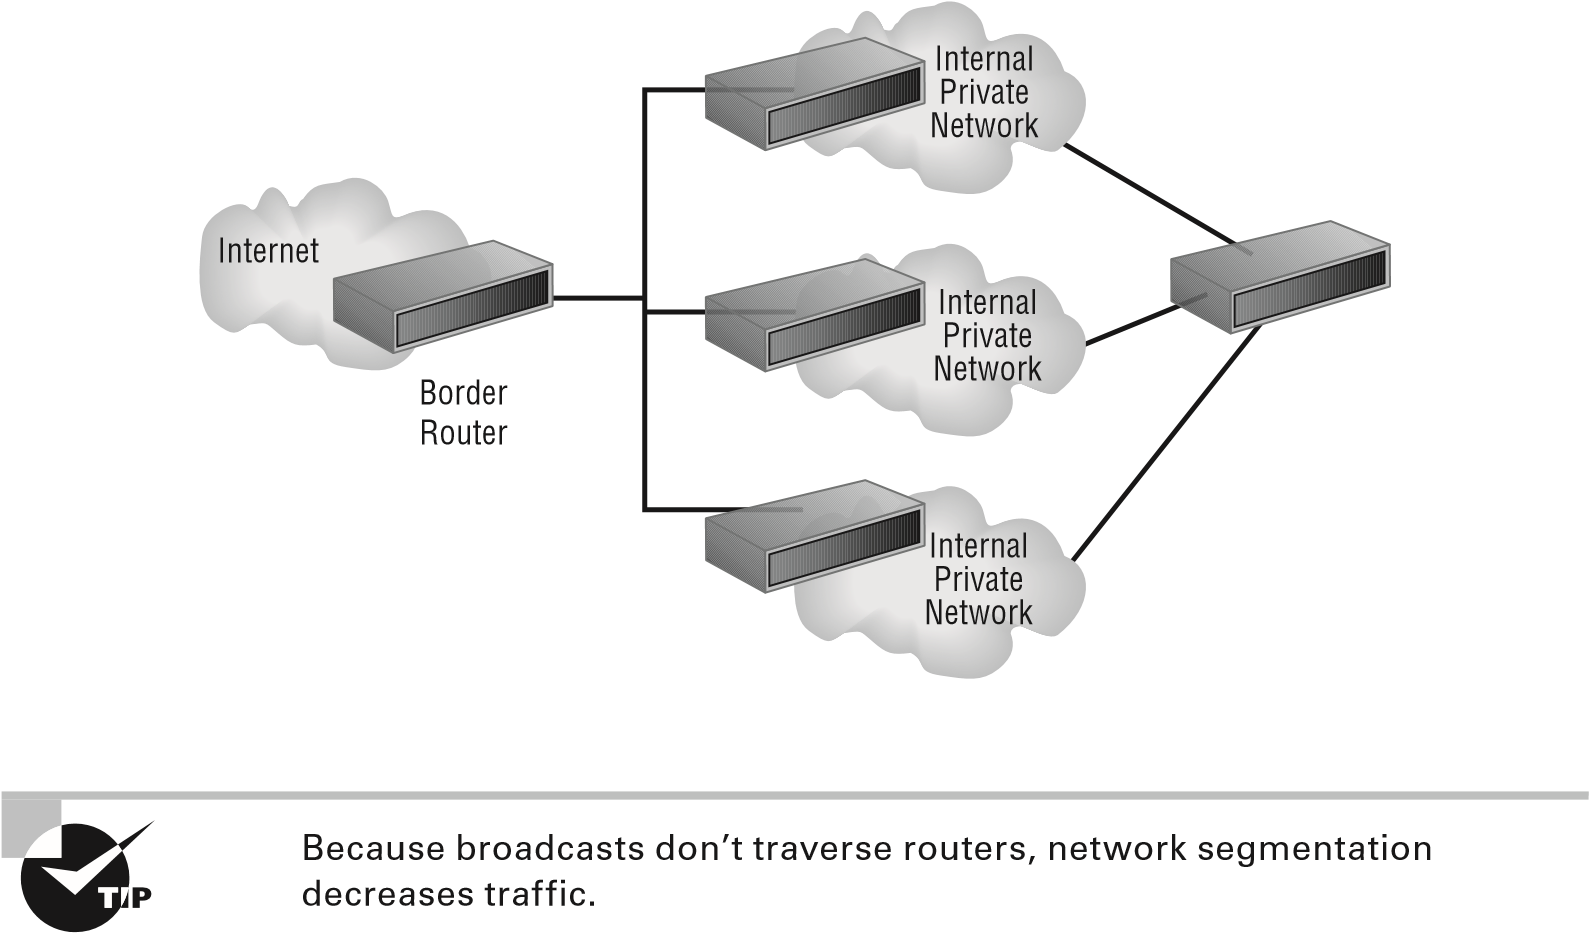 Internal
Private
Network
Internet
Border
Router
Internal
Private
Network
Internal
Private
Network
TIP
Because broadcasts don’t traverse routers, network segmentation
decreases traffic.